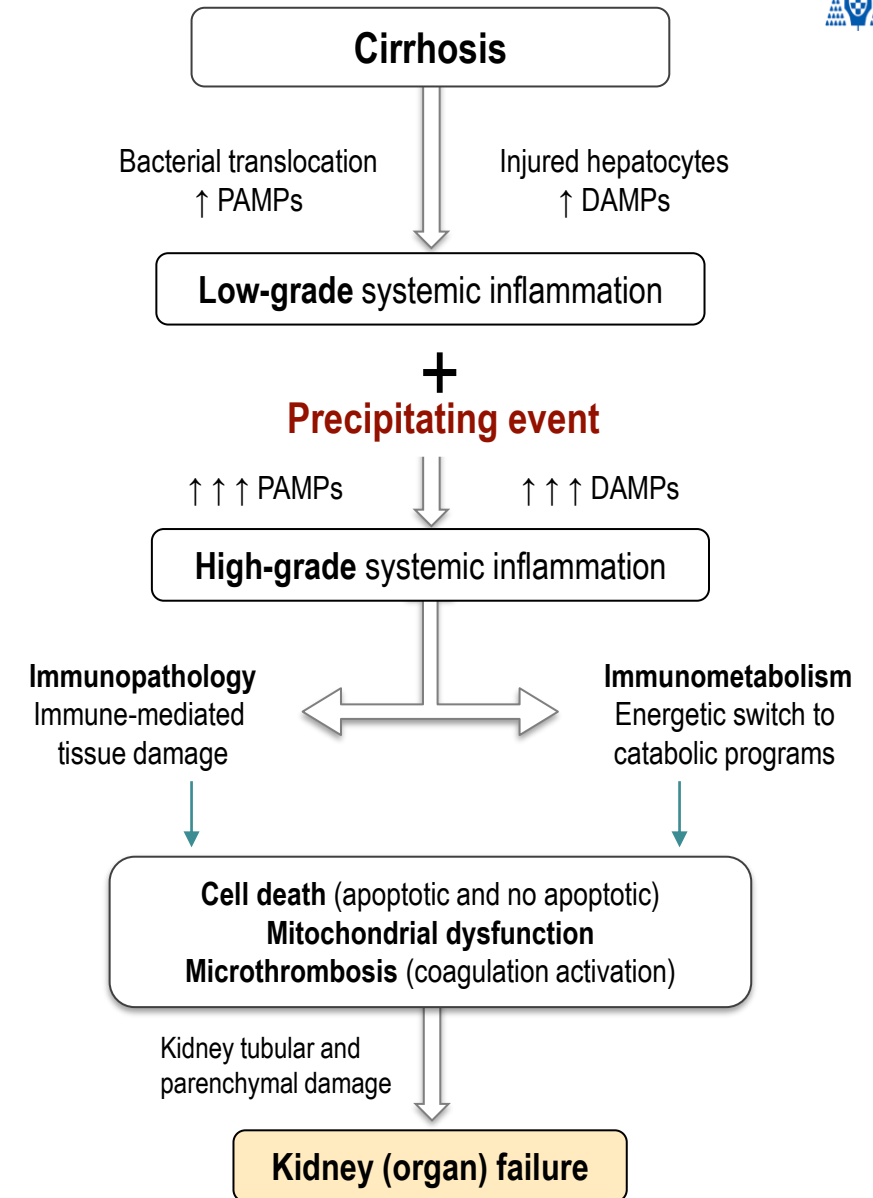 Cirrhosis
Bacterial translocation
↑ PAMPs
Injured hepatocytes
↑ DAMPs
Low-grade systemic inflammation
+
Precipitating event
↑ ↑ ↑ PAMPs
↑ ↑ ↑ DAMPs
High-grade systemic inflammation
Immunopathology
Immune-mediated
tissue damage
Immunometabolism
Energetic switch to
catabolic programs
Cell death (apoptotic and no apoptotic)
Mitochondrial dysfunction
Microthrombosis (coagulation activation)
Kidney tubular and
parenchymal damage
Kidney (organ) failure